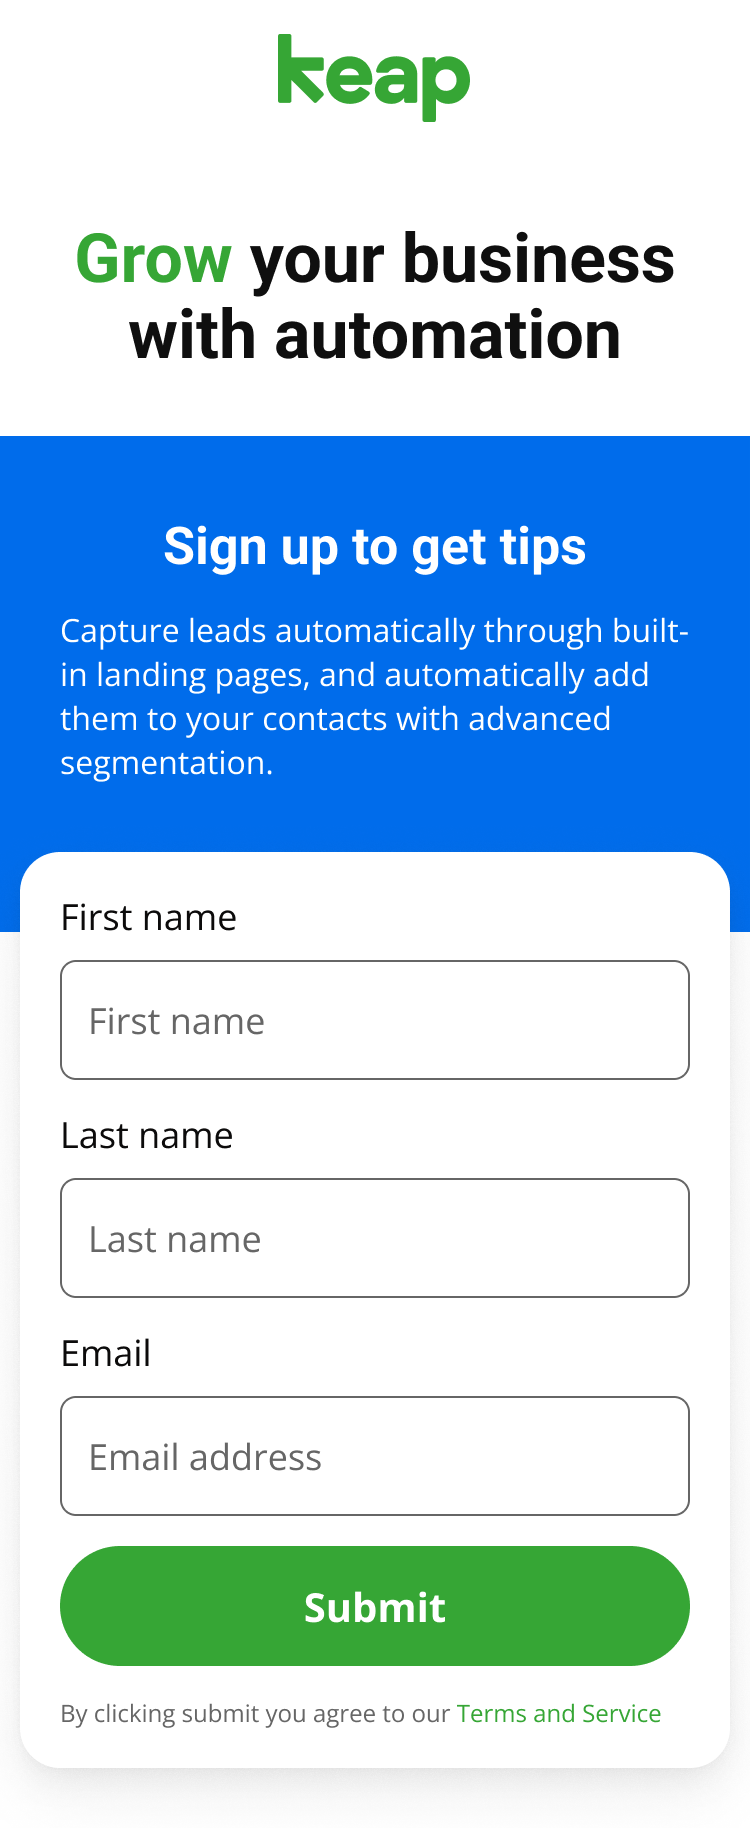 keap
Grow your business
with automation
Sign up to get tips
Capture leads automatically through built-
in landing pages, and automatically add
them to your contacts with advanced
segmentation.
First name
First name
Last name
Last name
Email
Email address
Submit
By clicking submit you agree to our Terms and Service